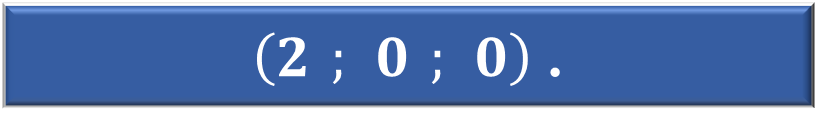 (2 ; 0 ; 0) .